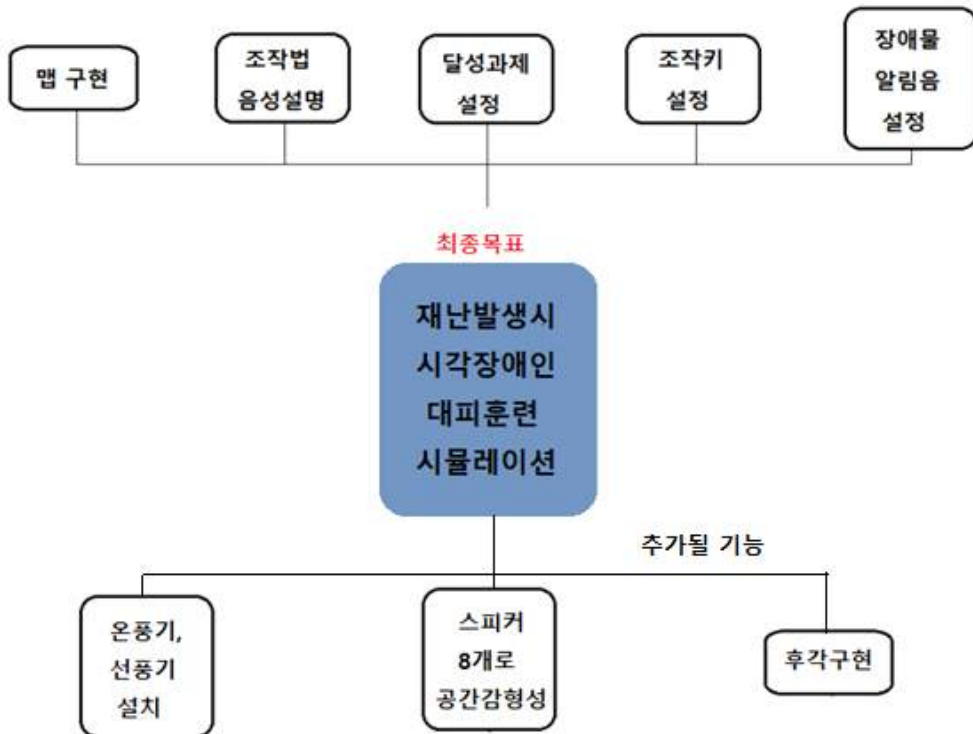 맵 구현
조작법
음성설명
달성과제
설정
조작키
설정
장애물
알림음
설정
최종목표
재난발생시
시각장애인
대피훈련
시뮬레이션
추가될 기능
온풍기,
선풍기
설치
스피커
8개로
공간감형성
후각구현